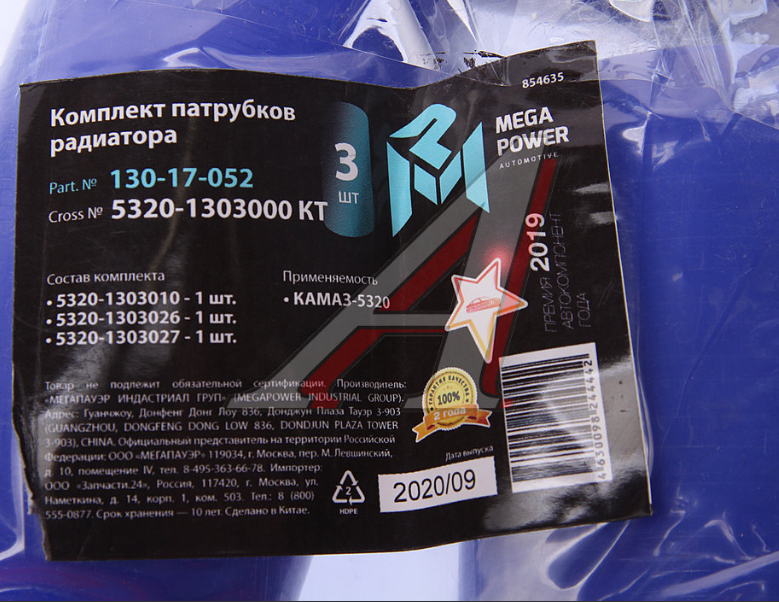 854635
Комплект патрубков
радиатора
3
шт
MEGA
POWER
AUTOMOTIVE
Part. № 130-17-052
Cross № 5320-1303000 КТ
2019
ПРЕМИЯ
АВТОКОМПОНЕНТ
ГОДА
Состав комплекта
• 5320-1303010 - 1 шт.
• 5320-1303026 - 1 шт.
• 5320-1303027 - 1 шт.
Применяемость
• КАМАЗ-5320
Товар не подлежит обязательной сертификации. Производитель:
«МЕГАПАУЭР ИНДАСТРИАЛ ГРУП» (MEGAPOWER INDUSTRIAL GROUP).
Адрес: Гуанчжоу, Донфенг Донг Лоу 836, Донджун Плаза Тауэр 3-903
(GUANGZHOU, DONGFENG DONG LOW 836, DONDJUN PLAZA TOWER
3-903), CHINA. Официальный представитель на территории Российской
Федерации: ООО «МЕГАПАУЭР» 119034, г. Москва, пер. М. Левшинский,
д. 10, помещение IV, тел. 8-495-363-66-78. Импортер:
ООО «Запчасти.24», Россия, 117420, г. Москва, ул.
Наметкина, д. 14, корп. 1, ком. 503. Тел.: 8 (800)
555-0877. Срок хранения — 10 лет. Сделано в Китае.
ГАРАНТИЯ КАЧЕСТВА
100%
2 года
2
HDPE
Дата выпуска
2020/09
4630098244442